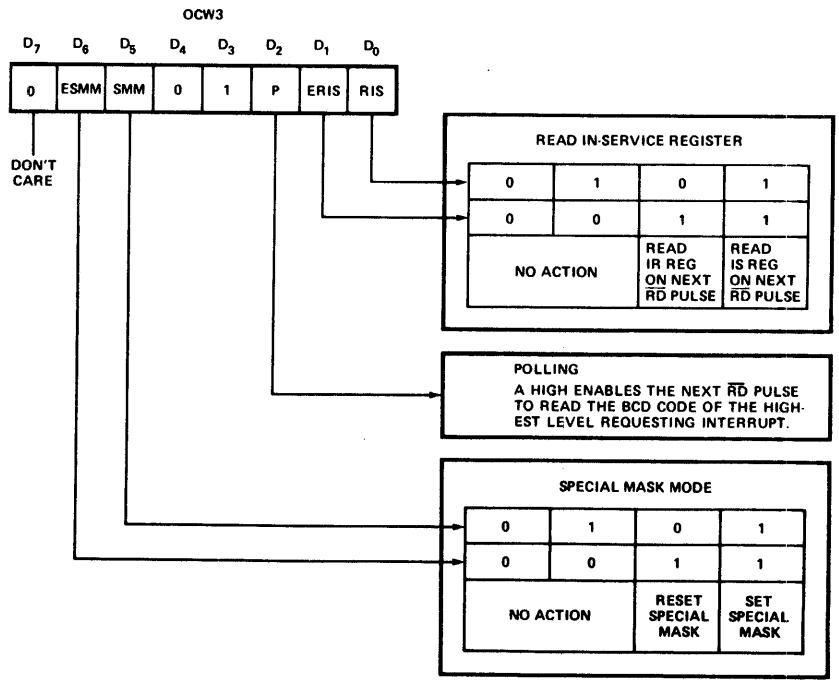 OCW3
D7 D6 D5 D4 D3 D2 D1 D0
0 ESMM SMM 0 1 P ERIS RIS
DON'T
CARE
READ IN-SERVICE REGISTER
0 1 0 1
0 0 1 1
NO ACTION
READ
IR REG
ON NEXT
R̅D̅ PULSE
READ
IS REG
ON NEXT
R̅D̅ PULSE
POLLING
A HIGH ENABLES THE NEXT R̅D̅ PULSE
TO READ THE BCD CODE OF THE HIGH-
EST LEVEL REQUESTING INTERRUPT.
SPECIAL MASK MODE
0 1 0 1
0 0 1 1
NO ACTION
RESET
SPECIAL
MASK
SET
SPECIAL
MASK